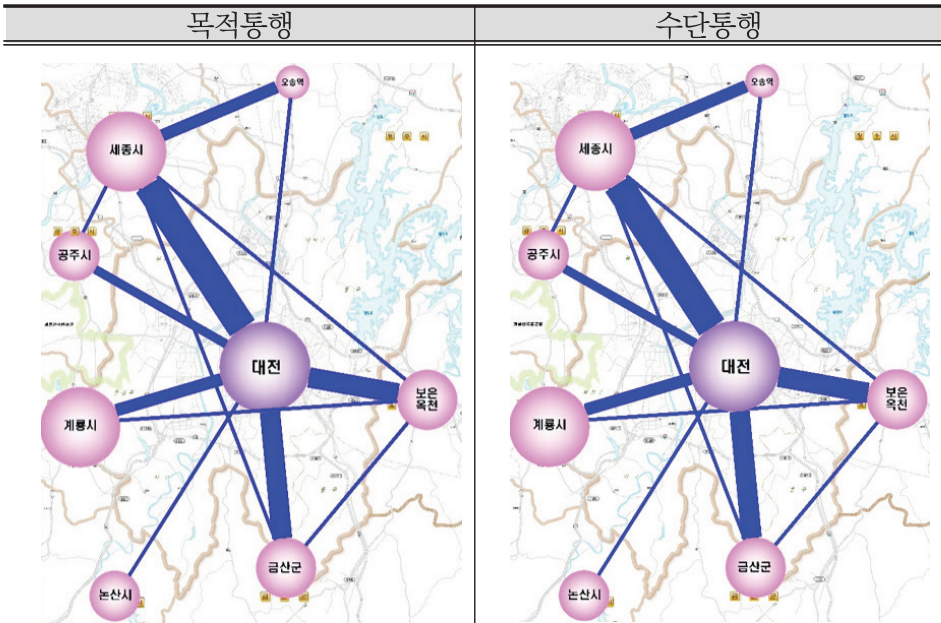 목적통행
수단통행
오송역
세종시
공주시
대전
보은
옥천
계룡시
금산군
논산시
오송역
세종시
공주시
대전
보은
옥천
계룡시
금산군
논산시